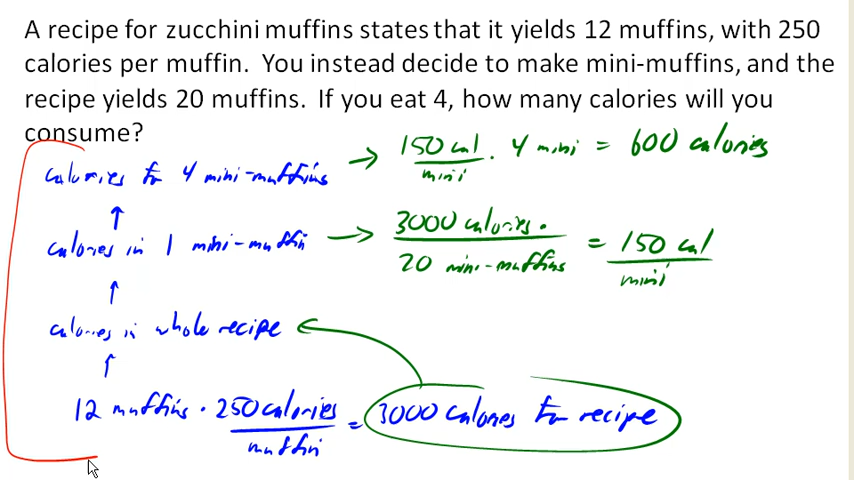 A recipe for zucchini muffins states that it yields 12 muffins, with 250
calories per muffin. You instead decide to make mini-muffins, and the
recipe yields 20 muffins. If you eat 4, how many calories will you
consume?
calories for 4 mini-muffins → 150 cal / mini · 4 mini = 600 calories
↑
calories in 1 mini-muffin → 3000 calories · / 20 mini-muffins = 150 cal / mini
↑
calories in whole recipe ←
↑
12 muffins · 250 calories / muffin = 3000 calories for recipe